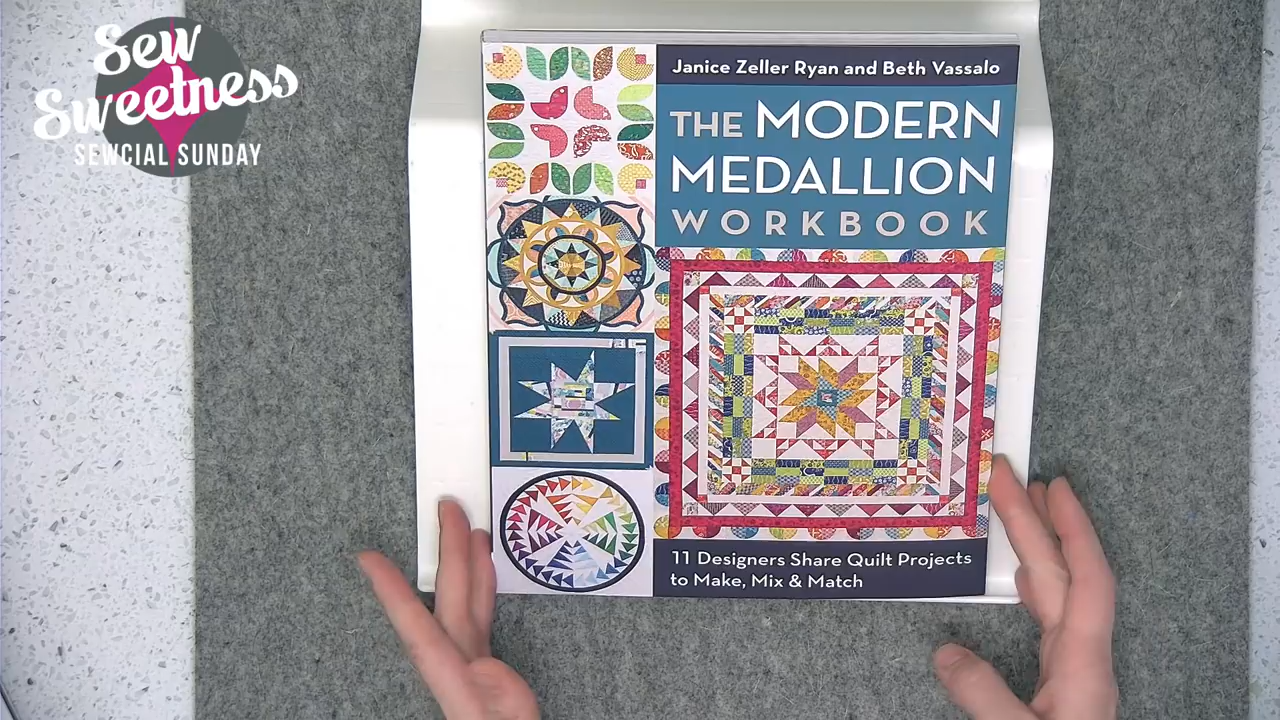 Sew
Sweetness
SEWCIAL SUNDAY
Janice Zeller Ryan and Beth Vassalo
THE MODERN
MEDALLION
WORKBOOK
11 Designers Share Quilt Projects
to Make, Mix & Match